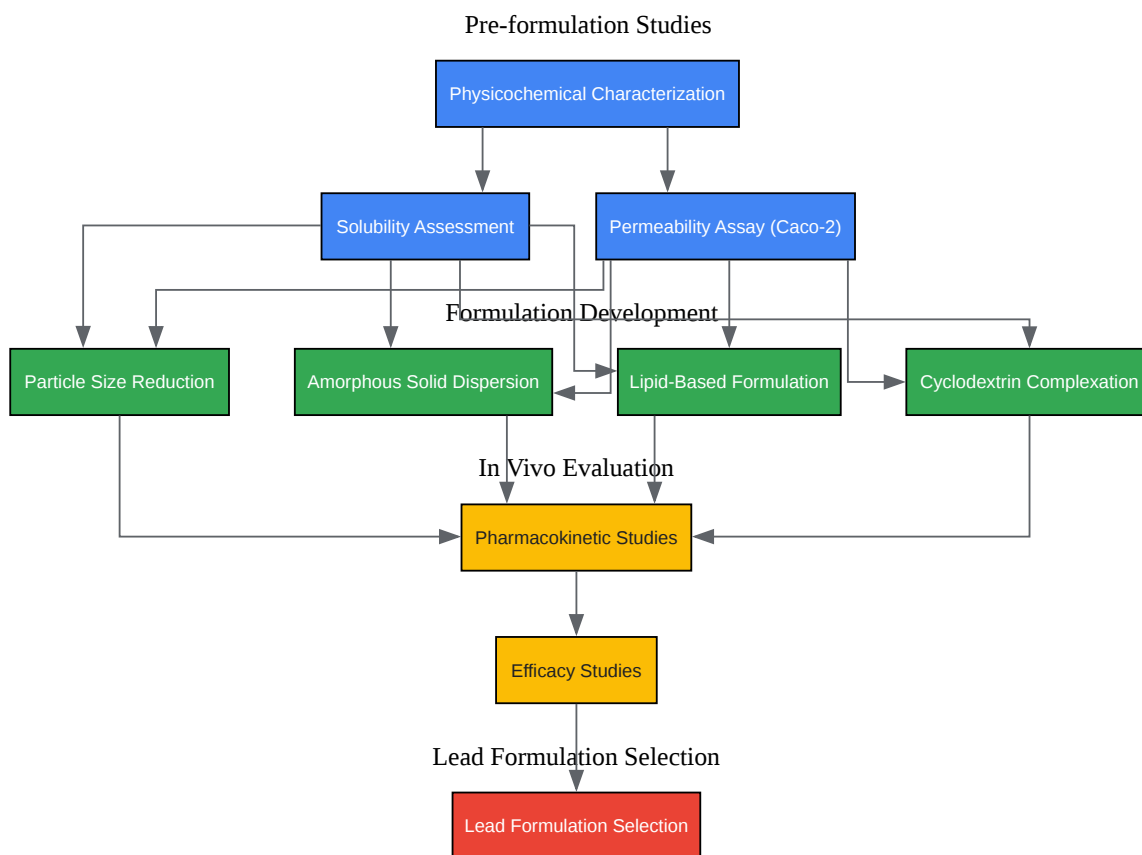 Pre-formulation Studies
Physicochemical Characterization
Solubility Assessment
Permeability Assay (Caco-2)
Formulation Development
Particle Size Reduction
Amorphous Solid Dispersion
Lipid-Based Formulation
Cyclodextrin Complexation
In Vivo Evaluation
Pharmacokinetic Studies
Efficacy Studies
Lead Formulation Selection
Lead Formulation Selection